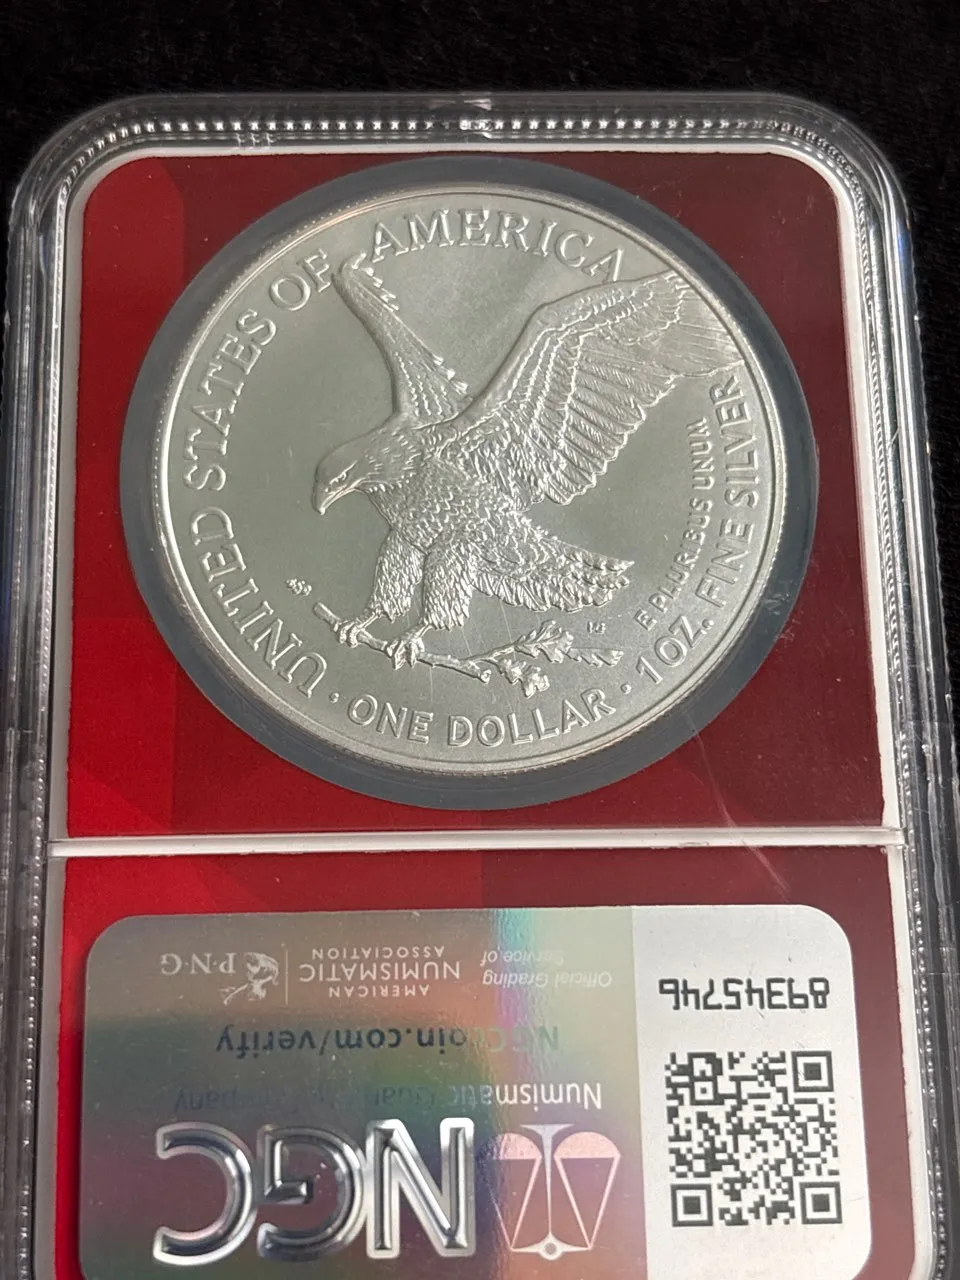 UNITED STATES OF AMERICA
E PLURIBUS UNUM
1 OZ. FINE SILVER
· ONE DOLLAR ·
NGC
Numismatic Guaranty Company
NGCcoin.com/verify
Official Grading
Service of
AMERICAN
NUMISMATIC
ASSOCIATION
P·N·G
89345746